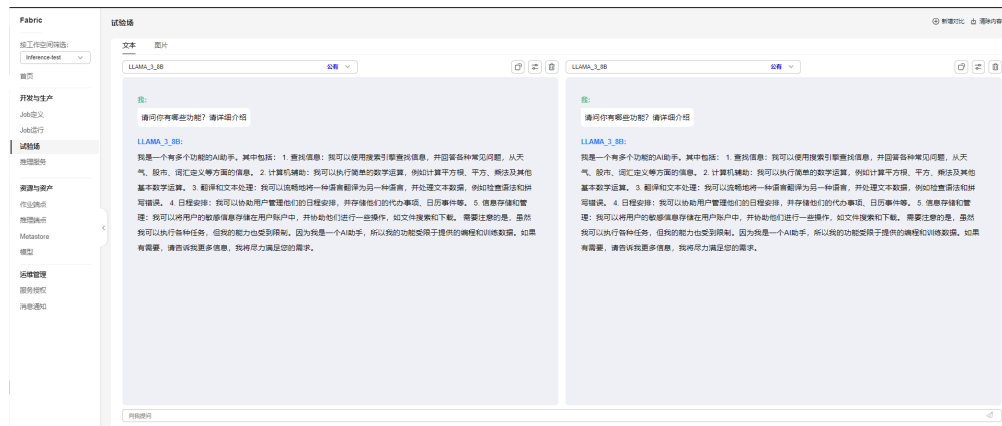 Fabric
按工作空间筛选:
Inference-test
首页
开发与生产
Job定义
Job运行
试验场
推理服务
资源与资产
作业端点
推理端点
Metastore
模型
运维管理
服务授权
消息通知
试验场
新增对比 清除内容
文本 图片
LLAMA_3_8B 公有
我:
请问你有哪些功能？请详细介绍
LLAMA_3_8B:
我是一个有多个功能的AI助手。其中包括： 1. 查找信息：我可以使用搜索引擎查找信息，并回答各种常见问题，从天
气、股市、词汇定义等方面的信息。 2. 计算机辅助：我可以执行简单的数学运算，例如计算平方根、平方、乘法及其他
基本数学运算。 3. 翻译和文本处理：我可以流畅地将一种语言翻译为另一种语言，并处理文本数据，例如检查语法和拼
写错误。 4. 日程安排：我可以协助用户管理他们的日程安排，并存储他们的代办事项、日历事件等。 5. 信息存储和管
理：我可以将用户的敏感信息存储在用户账户中，并协助他们进行一些操作，如文件搜索和下载。 需要注意的是，虽然
我可以执行各种任务，但我的能力也受到限制。因为我是一个AI助手，所以我的功能受限于提供的编程和训练数据。如果
有需要，请告诉我更多信息，我将尽力满足您的需求。
LLAMA_3_8B 公有
我:
请问你有哪些功能？请详细介绍
LLAMA_3_8B:
我是一个有多个功能的AI助手。其中包括： 1. 查找信息：我可以使用搜索引擎查找信息，并回答各种常见问题，从天
气、股市、词汇定义等方面的信息。 2. 计算机辅助：我可以执行简单的数学运算，例如计算平方根、平方、乘法及其他
基本数学运算。 3. 翻译和文本处理：我可以流畅地将一种语言翻译为另一种语言，并处理文本数据，例如检查语法和拼
写错误。 4. 日程安排：我可以协助用户管理他们的日程安排，并存储他们的代办事项、日历事件等。 5. 信息存储和管
理：我可以将用户的敏感信息存储在用户账户中，并协助他们进行一些操作，如文件搜索和下载。 需要注意的是，虽然
我可以执行各种任务，但我的能力也受到限制。因为我是一个AI助手，所以我的功能受限于提供的编程和训练数据。如果
有需要，请告诉我更多信息，我将尽力满足您的需求。
向我提问